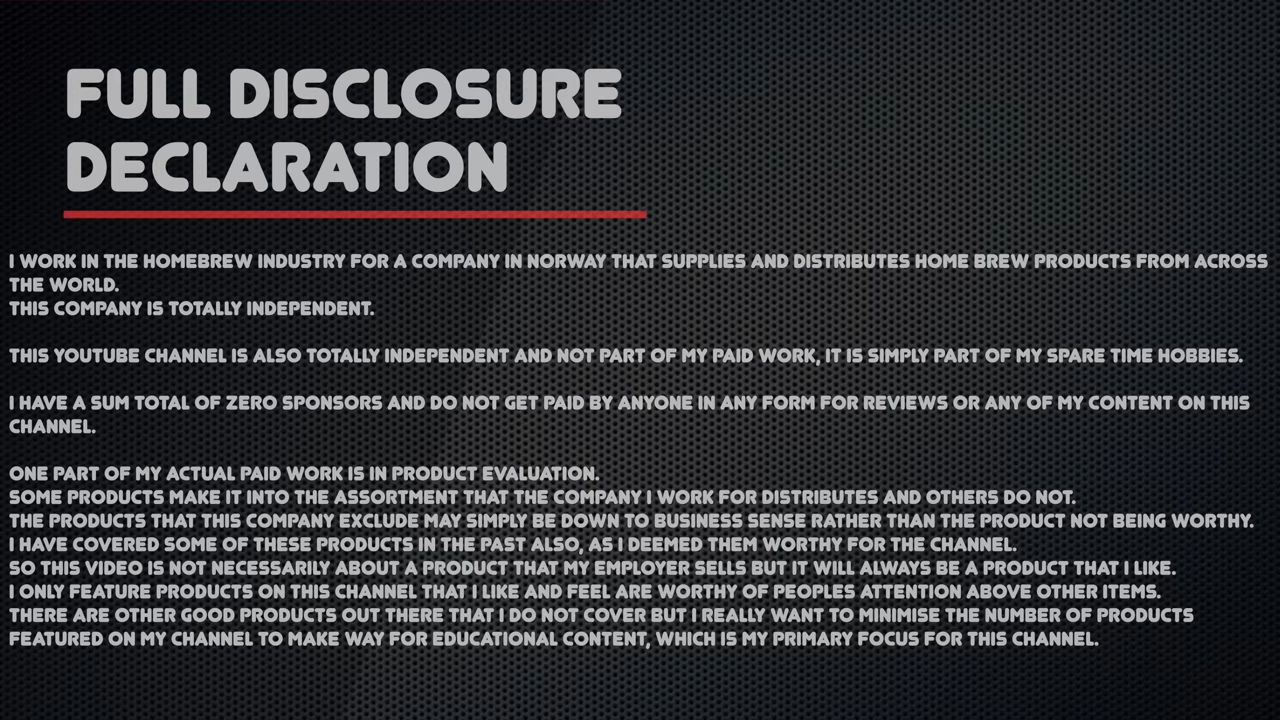 FULL DISCLOSURE
DECLARATION
I WORK IN THE HOMEBREW INDUSTRY FOR A COMPANY IN NORWAY THAT SUPPLIES AND DISTRIBUTES HOME BREW PRODUCTS FROM ACROSS
THE WORLD.
THIS COMPANY IS TOTALLY INDEPENDENT.
THIS YOUTUBE CHANNEL IS ALSO TOTALLY INDEPENDENT AND NOT PART OF MY PAID WORK, IT IS SIMPLY PART OF MY SPARE TIME HOBBIES.
I HAVE A SUM TOTAL OF ZERO SPONSORS AND DO NOT GET PAID BY ANYONE IN ANY FORM FOR REVIEWS OR ANY OF MY CONTENT ON THIS
CHANNEL.
ONE PART OF MY ACTUAL PAID WORK IS IN PRODUCT EVALUATION.
SOME PRODUCTS MAKE IT INTO THE ASSORTMENT THAT THE COMPANY I WORK FOR DISTRIBUTES AND OTHERS DO NOT.
THE PRODUCTS THAT THIS COMPANY EXCLUDE MAY SIMPLY BE DOWN TO BUSINESS SENSE RATHER THAN THE PRODUCT NOT BEING WORTHY.
I HAVE COVERED SOME OF THESE PRODUCTS IN THE PAST ALSO, AS I DEEMED THEM WORTHY FOR THE CHANNEL.
SO THIS VIDEO IS NOT NECESSARILY ABOUT A PRODUCT THAT MY EMPLOYER SELLS BUT IT WILL ALWAYS BE A PRODUCT THAT I LIKE.
I ONLY FEATURE PRODUCTS ON THIS CHANNEL THAT I LIKE AND FEEL ARE WORTHY OF PEOPLES ATTENTION ABOVE OTHER ITEMS.
THERE ARE OTHER GOOD PRODUCTS OUT THERE THAT I DO NOT COVER BUT I REALLY WANT TO MINIMISE THE NUMBER OF PRODUCTS
FEATURED ON MY CHANNEL TO MAKE WAY FOR EDUCATIONAL CONTENT, WHICH IS MY PRIMARY FOCUS FOR THIS CHANNEL.